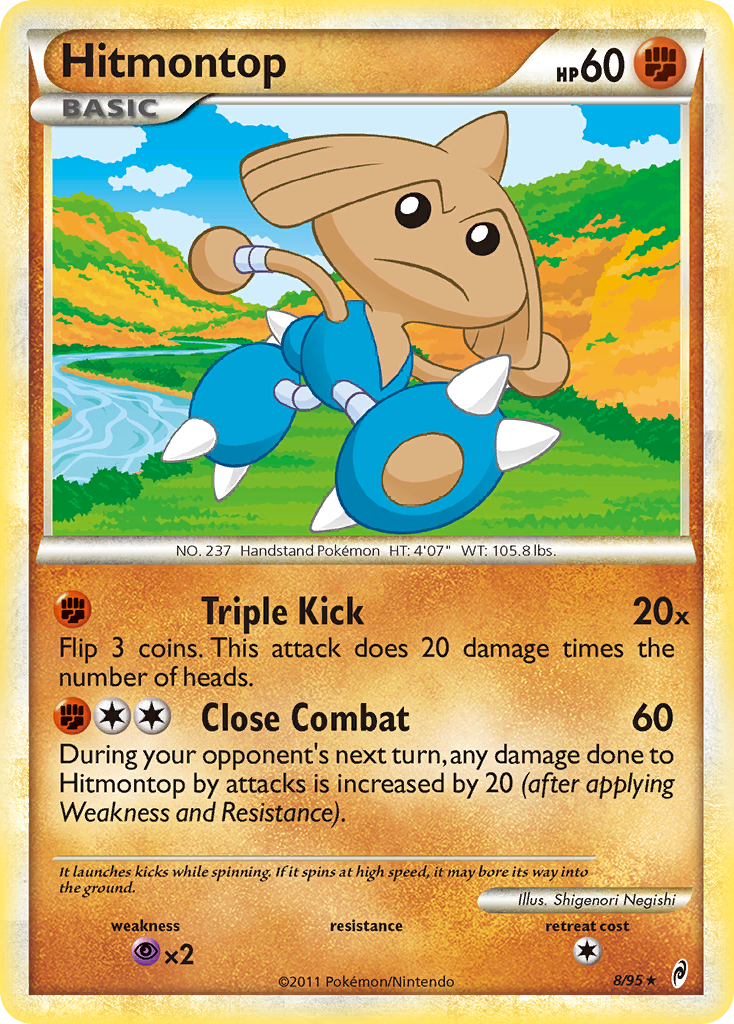 Hitmontop
HP60
BASIC
NO. 237 Handstand Pokémon HT: 4'07" WT: 105.8 lbs.
Triple Kick 20x
Flip 3 coins. This attack does 20 damage times the
number of heads.
Close Combat 60
During your opponent's next turn, any damage done to
Hitmontop by attacks is increased by 20 (after applying
Weakness and Resistance).
It launches kicks while spinning. If it spins at high speed, it may bore its way into
the ground.
Illus. Shigenori Negishi
weakness resistance retreat cost
×2
©2011 Pokémon/Nintendo 8/95 ★